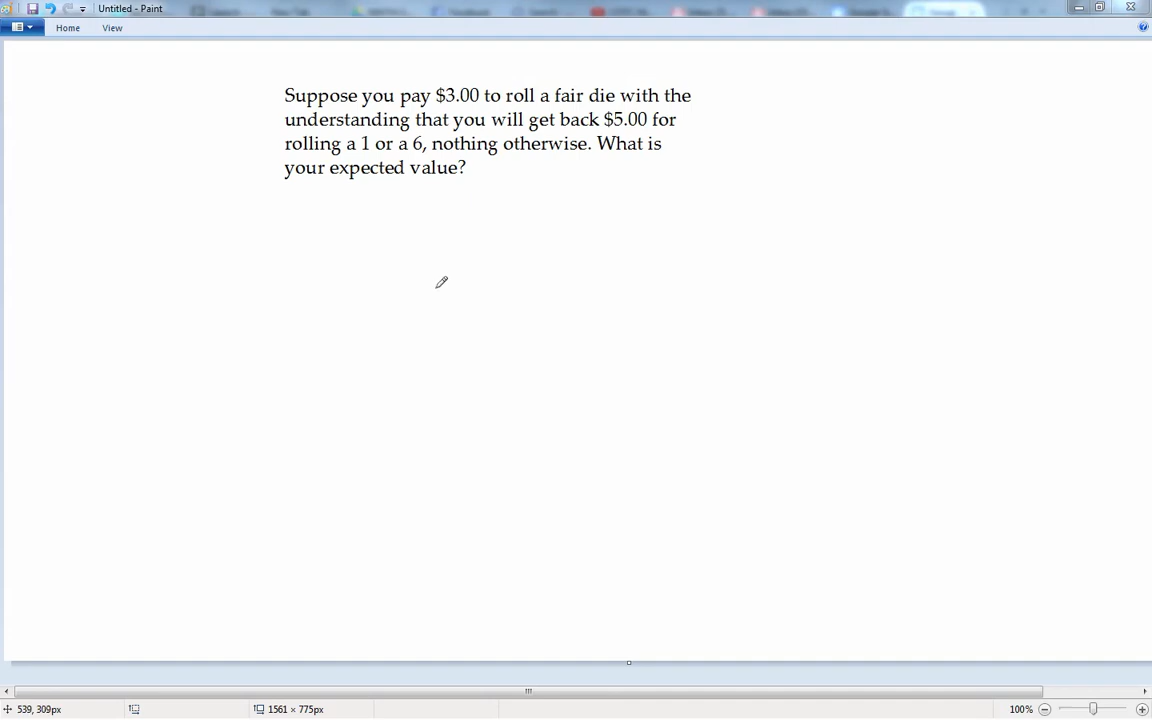 Untitled - Paint
Home View
Suppose you pay $3.00 to roll a fair die with the
understanding that you will get back $5.00 for
rolling a 1 or a 6, nothing otherwise. What is
your expected value?
539, 309px 1561 × 775px 100%